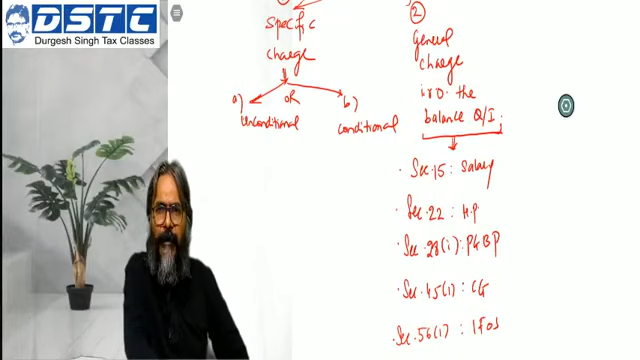 DSTC
Durgesh Singh Tax Classes
specific
charge
a) or b)
unconditional conditional
②
General
charge
i.r.o. the
balance Q/I;
. Sec.15 : Salary
. Sec.22 : H.P
. Sec.28(i) : PGBP
. Sec.45(1) : CG
. Sec.56(1) : IFOS